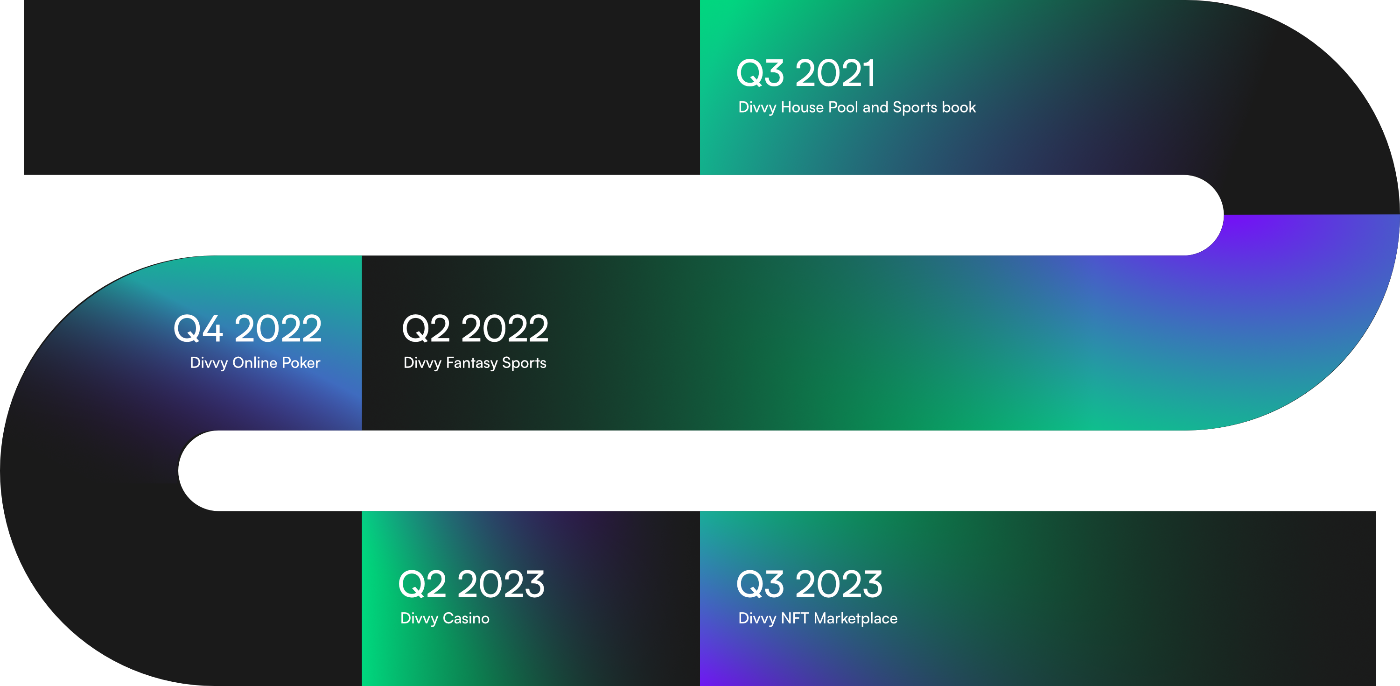 Q3 2021
Divvy House Pool and Sports book
Q4 2022
Divvy Online Poker
Q2 2022
Divvy Fantasy Sports
Q2 2023
Divvy Casino
Q3 2023
Divvy NFT Marketplace